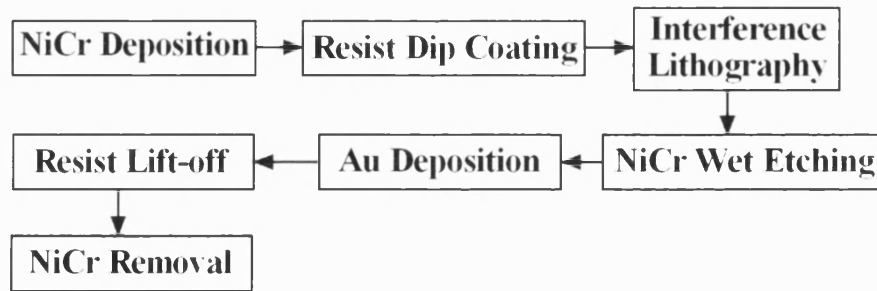 NiCr Deposition
Resist Dip Coating
Interference
Lithography
NiCr Wet Etching
Au Deposition
Resist Lift-off
NiCr Removal